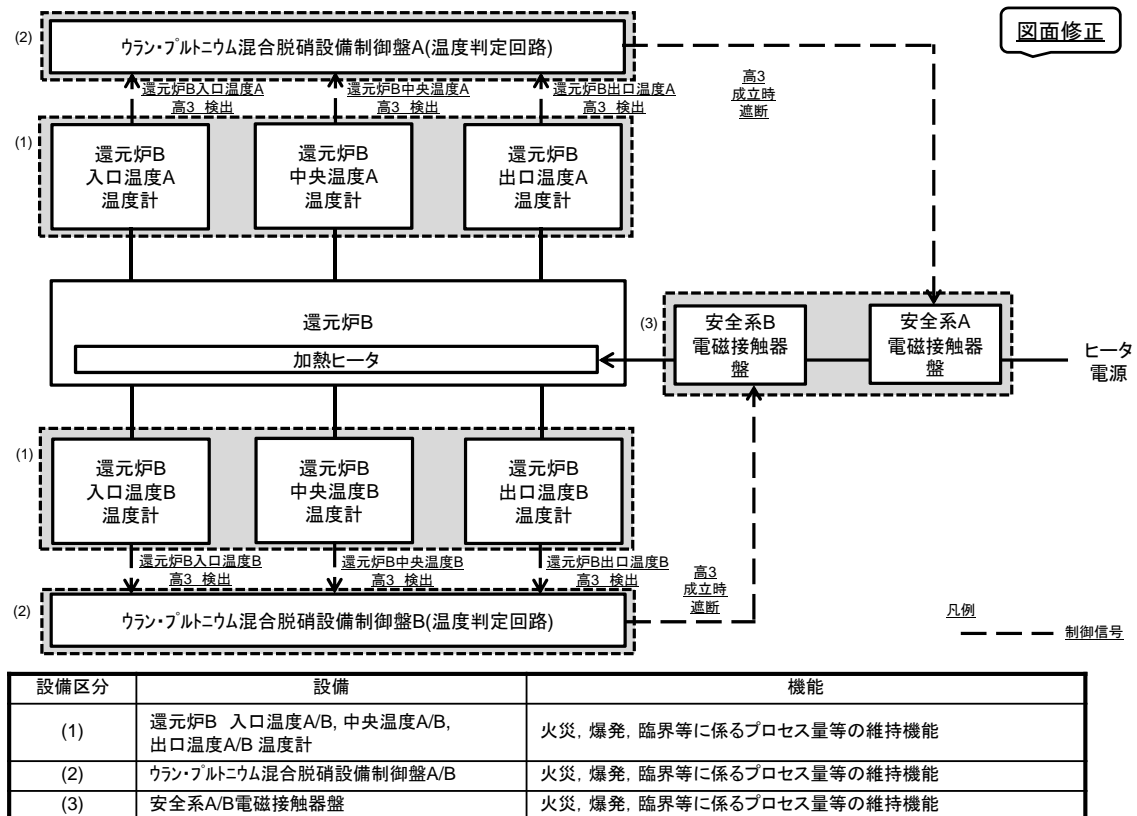 図面修正
(2)
ウラン・プルトニウム混合脱硝設備制御盤A(温度判定回路)
還元炉B入口温度A
高3 検出
還元炉B中央温度A
高3 検出
還元炉B出口温度A
高3 検出
高3
成立時
遮断
(1)
還元炉B
入口温度A
温度計
還元炉B
中央温度A
温度計
還元炉B
出口温度A
温度計
還元炉B
加熱ヒータ
(3)
安全系B
電磁接触器
盤
安全系A
電磁接触器
盤
ヒータ
電源
(1)
還元炉B
入口温度B
温度計
還元炉B
中央温度B
温度計
還元炉B
出口温度B
温度計
還元炉B入口温度B
高3 検出
還元炉B中央温度B
高3 検出
還元炉B出口温度B
高3 検出
高3
成立時
遮断
(2)
ウラン・プルトニウム混合脱硝設備制御盤B(温度判定回路)
凡例
制御信号
設備区分 設備 機能
(1) 還元炉B 入口温度A/B, 中央温度A/B,
出口温度A/B 温度計 火災, 爆発, 臨界等に係るプロセス量等の維持機能
(2) ウラン・プルトニウム混合脱硝設備制御盤A/B 火災, 爆発, 臨界等に係るプロセス量等の維持機能
(3) 安全系A/B電磁接触器盤 火災, 爆発, 臨界等に係るプロセス量等の維持機能